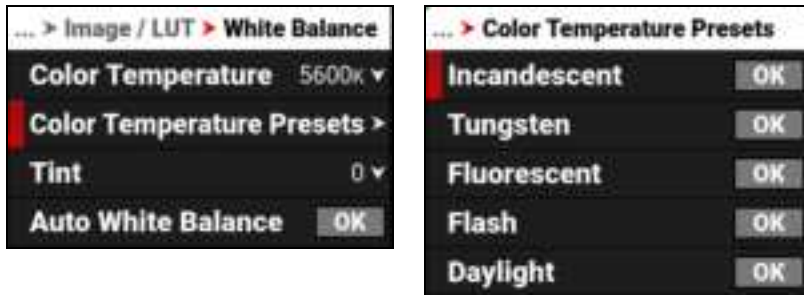 ... > Image / LUT > White Balance
Color Temperature 5600K
Color Temperature Presets >
Tint 0
Auto White Balance OK
... > Color Temperature Presets
Incandescent OK
Tungsten OK
Fluorescent OK
Flash OK
Daylight OK